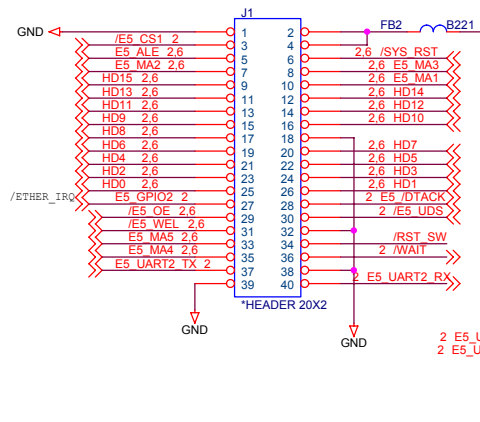 J1
GND 1 2 FB2 B221
/E5_CS1 2 3 4
E5_ALE 2,6 5 6 2,6 /SYS_RST
E5_MA2 2,6 7 8 2,6 E5_MA3
HD15 2,6 9 10 2,6 E5_MA1
HD13 2,6 11 12 2,6 HD14
HD11 2,6 13 14 2,6 HD12
HD9 2,6 15 16 2,6 HD10
HD8 2,6 17 18
HD6 2,6 19 20 2,6 HD7
HD4 2,6 21 22 2,6 HD5
HD2 2,6 23 24 2,6 HD3
/ETHER_IRQ HD0 2,6 25 26 2,6 HD1
E5_GPIO2 2 27 28 2 E5_/DTACK
/E5_OE 2,6 29 30 2 /E5_UDS
/E5_WEL 2,6 31 32
E5_MA5 2,6 33 34 /RST_SW
E5_MA4 2,6 35 36 2 /WAIT
E5_UART2_TX 2 37 38
39 40 2 E5_UART2_RX
*HEADER 20X2
GND
GND
2 E5_U
2 E5_U